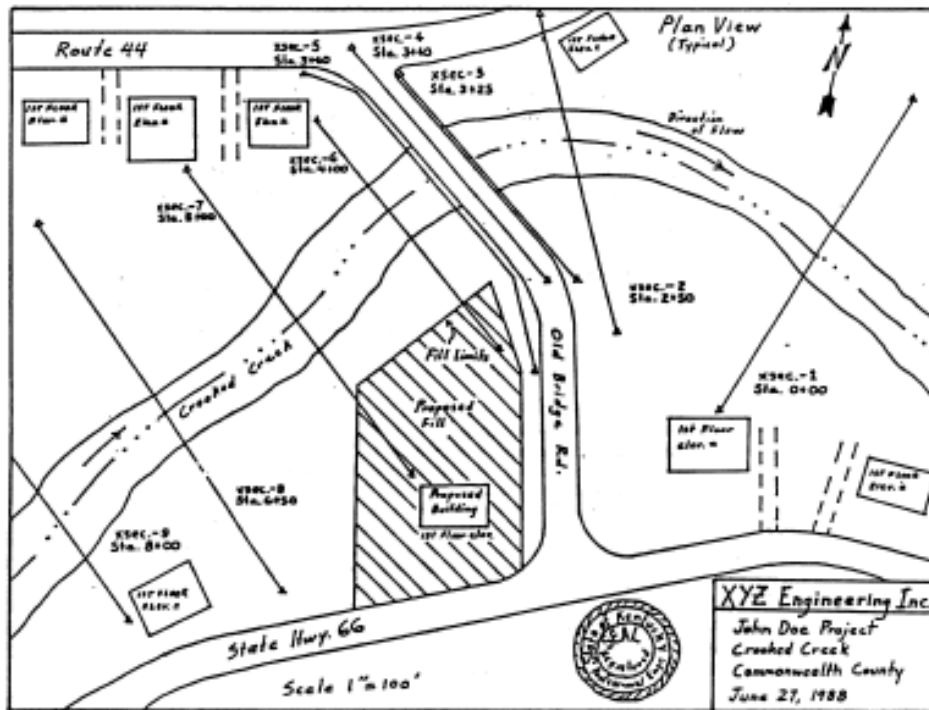 Route 44
xsec.-5
Sta. 3+60
xsec.-4
Sta. 3+40
xsec.-3
Sta. 3+25
1st Floor
Elev. =
Plan View
(Typical)
N
1st Floor
Elev. =
1st Floor
Elev. =
1st Floor
Elev. =
Direction
of Flow
xsec.-6
Sta. 4+00
xsec.-7
Sta. 5+00
xsec.-2
Sta. 2+50
Fill Limits
Crooked Creek
Old Bridge Rd.
xsec.-1
Sta. 0+00
Proposed
Fill
1st Floor
elev. =
xsec.-8
Sta. 6+50
Proposed
Building
1st Floor elev.
1st Floor
Elev. =
xsec.-9
Sta. 8+00
1st Floor
Elev. =
State Hwy. 66
Scale 1"=100'
State of Kentucky
SEAL
XYZ Engineering Inc.
John Doe Project
Crooked Creek
Commonwealth County
June 27, 1988